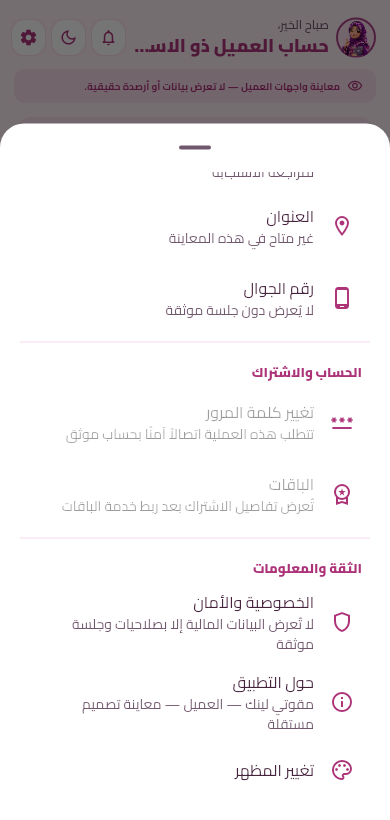 صباح الخير،
حساب العميل ذو الاسـ...
معاينة واجهات العميل — لا تعرض بيانات أو أرصدة حقيقية.
العنوان
غير متاح في هذه المعاينة
رقم الجوال
لا يُعرض دون جلسة موثقة
الحساب والاشتراك
تغيير كلمة المرور
تتطلب هذه العملية اتصالاً آمنًا بحساب موثق
الباقات
تُعرض تفاصيل الاشتراك بعد ربط خدمة الباقات
الثقة والمعلومات
الخصوصية والأمان
لا تُعرض البيانات المالية إلا بصلاحيات وجلسة
موثقة
حول التطبيق
مقوتي لينك — العميل — معاينة تصميم
مستقلة
تغيير المظهر